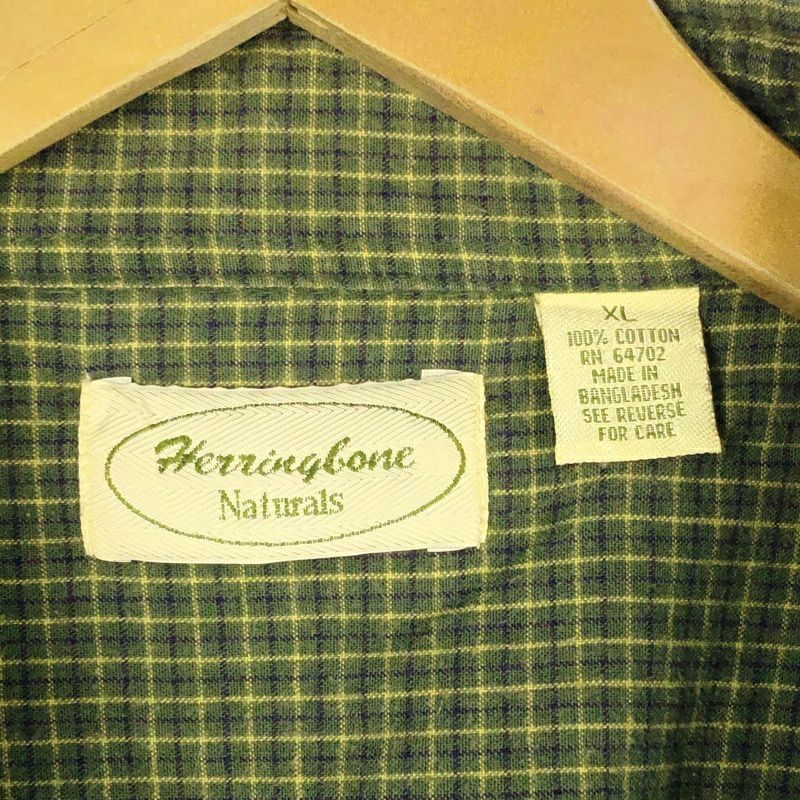 Herringbone
Naturals
XL
100% COTTON
RN 64702
MADE IN
BANGLADESH
SEE REVERSE
FOR CARE